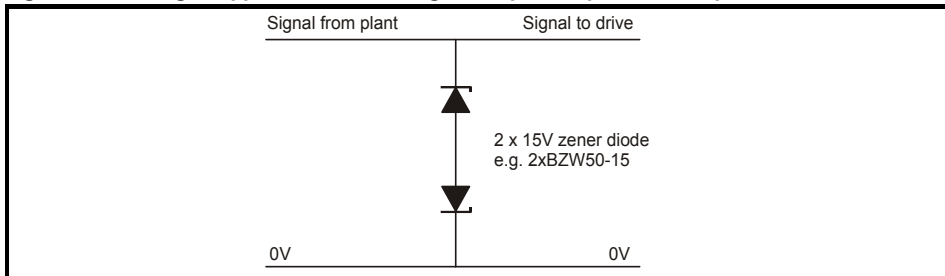 Signal from plant Signal to drive
2 x 15V zener diode
e.g. 2xBZW50-15
0V 0V